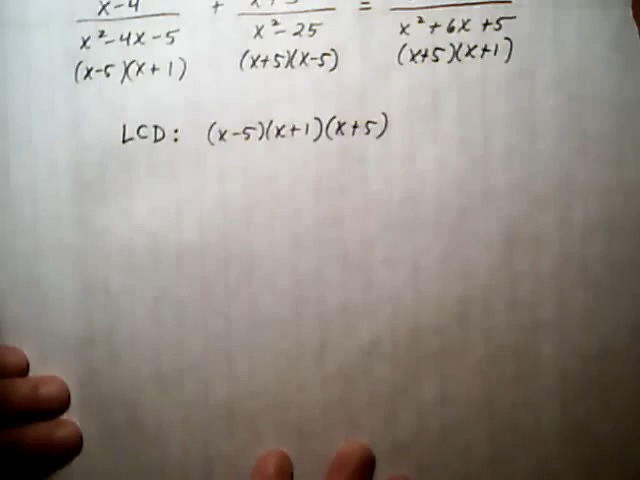 x-4 + =
x²-4x-5 x²-25 x²+6x+5
(x-5)(x+1) (x+5)(x-5) (x+5)(x+1)
LCD: (x-5)(x+1)(x+5)